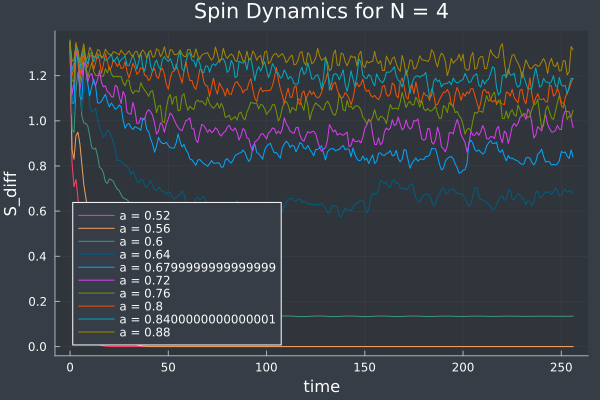 Spin Dynamics for N = 4
S_diff
1.2
1.0
0.8
0.6
0.4
0.2
0.0
a = 0.52
a = 0.56
a = 0.6
a = 0.64
a = 0.6799999999999999
a = 0.72
a = 0.76
a = 0.8
a = 0.8400000000000001
a = 0.88
0 50 100 150 200 250
time